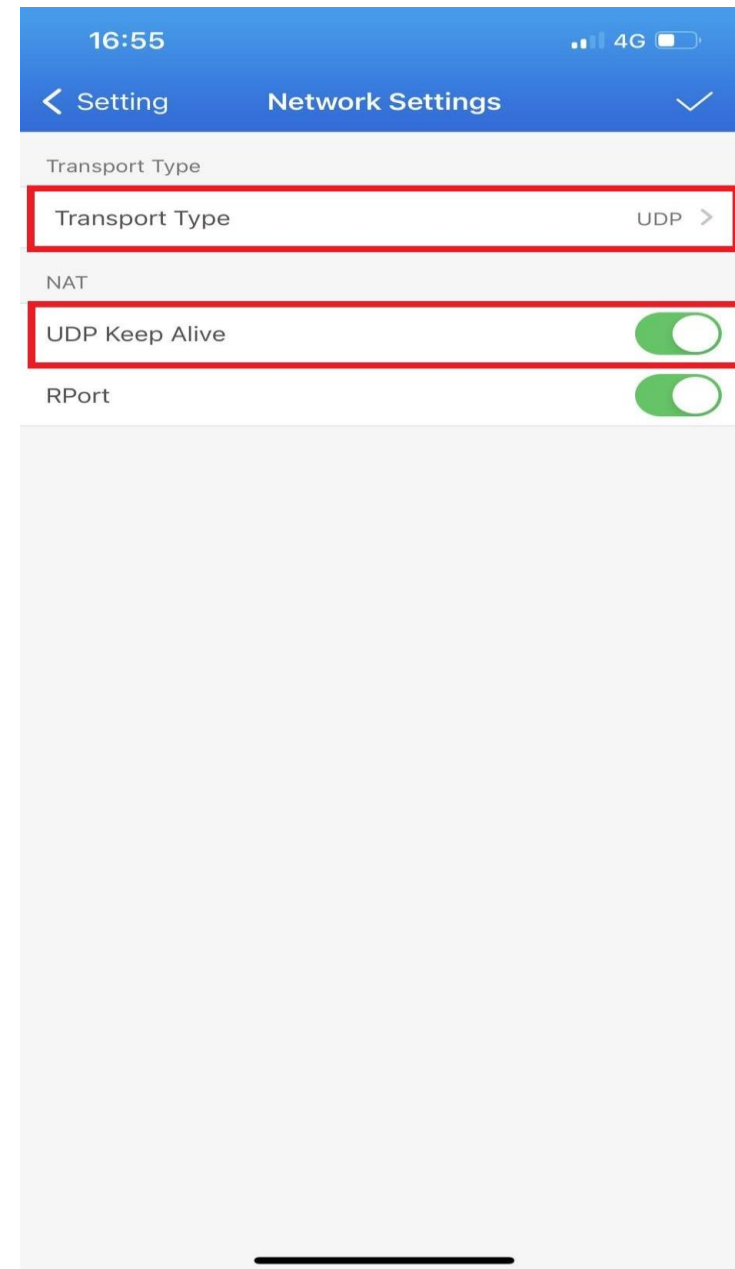 16:55 4G
Setting Network Settings
Transport Type
Transport Type UDP
NAT
UDP Keep Alive
RPort